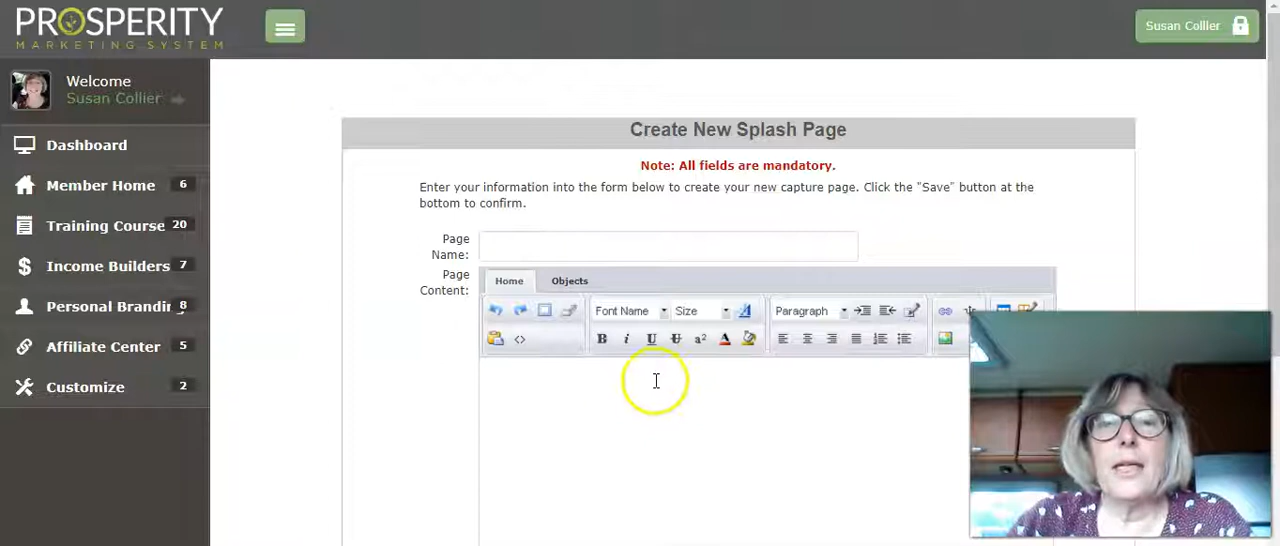 PROSPERITY
MARKETING SYSTEM
Susan Collier
Welcome
Susan Collier
Dashboard
Member Home 6
Training Course 20
Income Builders 7
Personal Brandin 8
Affiliate Center 5
Customize 2
Create New Splash Page
Note: All fields are mandatory.
Enter your information into the form below to create your new capture page. Click the "Save" button at the
bottom to confirm.
Page
Name:
Page
Content:
Home Objects
Font Name Size Paragraph